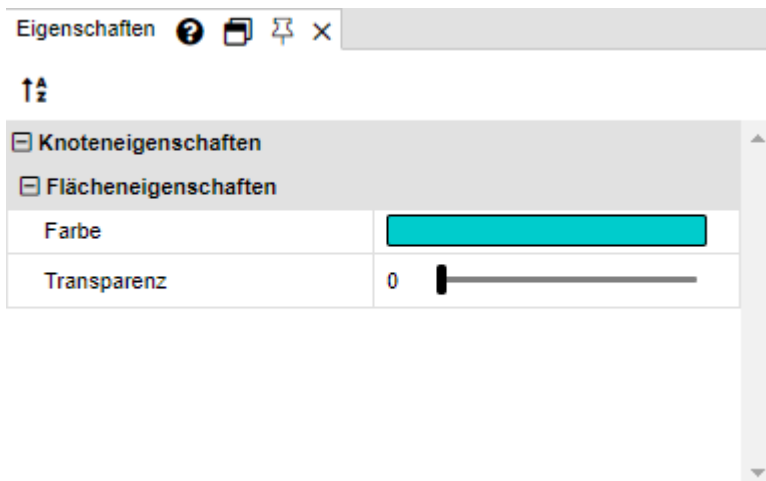 Eigenschaften
Knoteneigenschaften
Flächeneigenschaften
Farbe
Transparenz 0